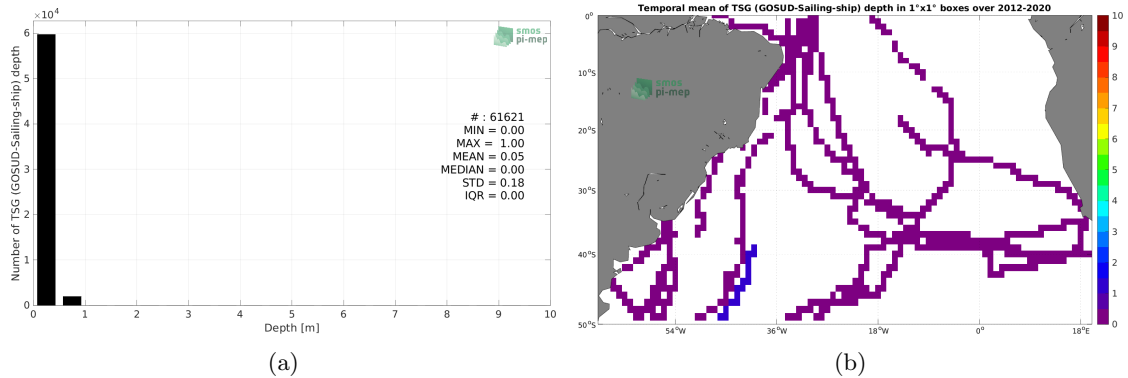 ×10⁴
6
5
4
3
2
1
0
Number of TSG (GOSUD-Sailing-ship) depth
smos
pi-mep
# : 61621
MIN = 0.00
MAX = 1.00
MEAN = 0.05
MEDIAN = 0.00
STD = 0.18
IQR = 0.00
0 1 2 3 4 5 6 7 8 9 10
Depth [m]
(a)
Temporal mean of TSG (GOSUD-Sailing-ship) depth in 1°x1° boxes over 2012-2020
0°
10°S
20°S
30°S
40°S
50°S
smos
pi-mep
54°W 36°W 18°W 0° 18°E
10
9
8
7
6
5
4
3
2
1
0
(b)